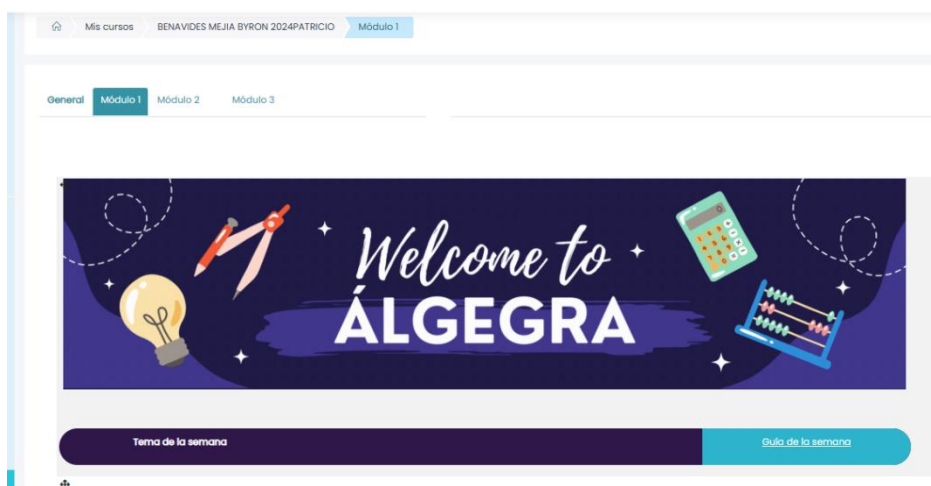 Mis cursos BENAVIDES MEJIA BYRON 2024PATRICIO Módulo 1
General Módulo 1 Módulo 2 Módulo 3
Welcome to
ÁLGEGRA
Tema de la semana Guía de la semana